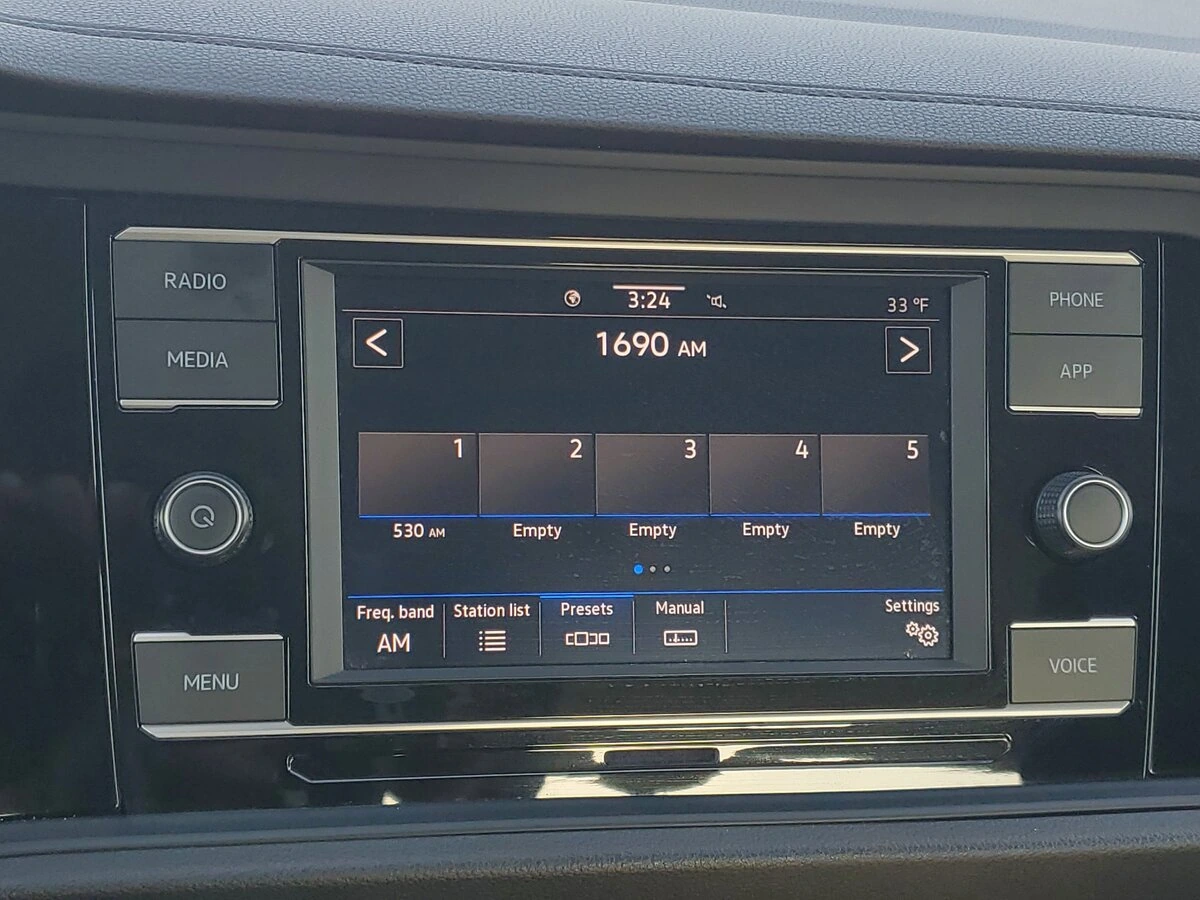 RADIO
MEDIA
MENU
3:24
33 °F
<
1690 AM
>
1
2
3
4
5
530 AM
Empty
Empty
Empty
Empty
Freq. band
AM
Station list
Presets
Manual
Settings
PHONE
APP
VOICE